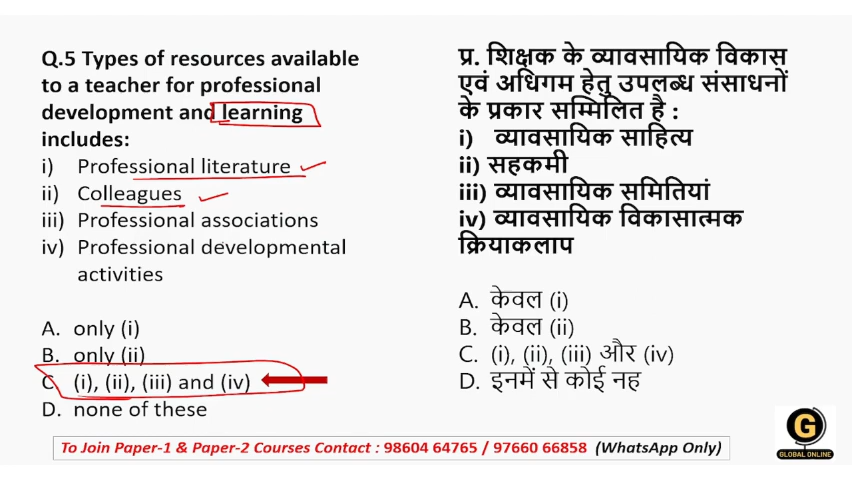 Q.5 Types of resources available
to a teacher for professional
development and learning
includes:
i) Professional literature
ii) Colleagues
iii) Professional associations
iv) Professional developmental
activities
A. only (i)
B. only (ii)
C. (i), (ii), (iii) and (iv)
D. none of these
प्र. शिक्षक के व्यावसायिक विकास
एवं अधिगम हेतु उपलब्ध संसाधनों
के प्रकार सम्मिलित है :
i) व्यावसायिक साहित्य
ii) सहकमी
iii) व्यावसायिक समितियां
iv) व्यावसायिक विकासात्मक
क्रियाकलाप
A. केवल (i)
B. केवल (ii)
C. (i), (ii), (iii) और (iv)
D. इनमें से कोई नह
To Join Paper-1 & Paper-2 Courses Contact : 98604 64765 / 97660 66858 (WhatsApp Only)
G
GLOBAL ONLINE